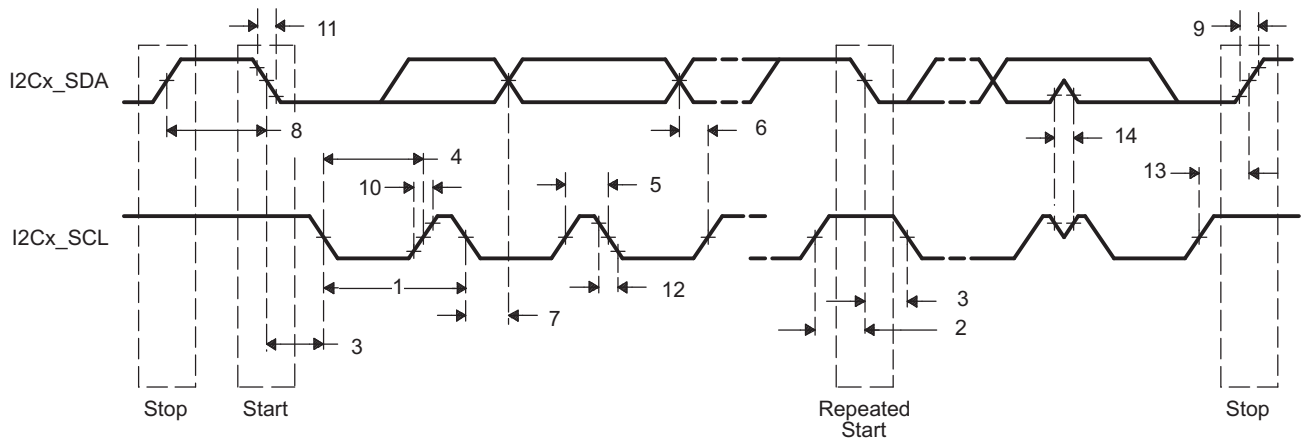 11
9
I2Cx_SDA
8
6
14
4
13
10
5
I2Cx_SCL
1
12
3
7
2
3
Stop
Start
Repeated
Start
Stop